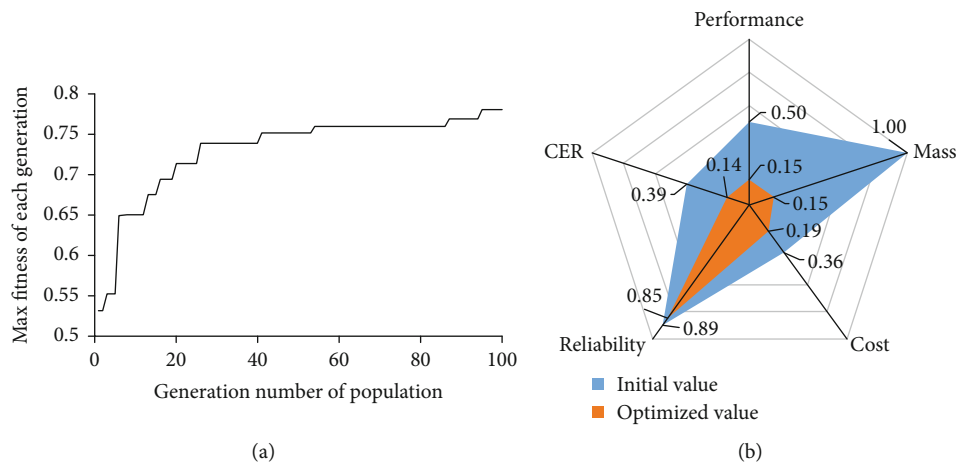 Max fitness of each generation
0.8
0.75
0.7
0.65
0.6
0.55
0.5
0
20
40
60
80
100
Generation number of population
(a)
Performance
0.50
1.00
Mass
CER
0.14
0.15
0.39
0.15
0.19
0.36
0.85
0.89
Reliability
Cost
Initial value
Optimized value
(b)